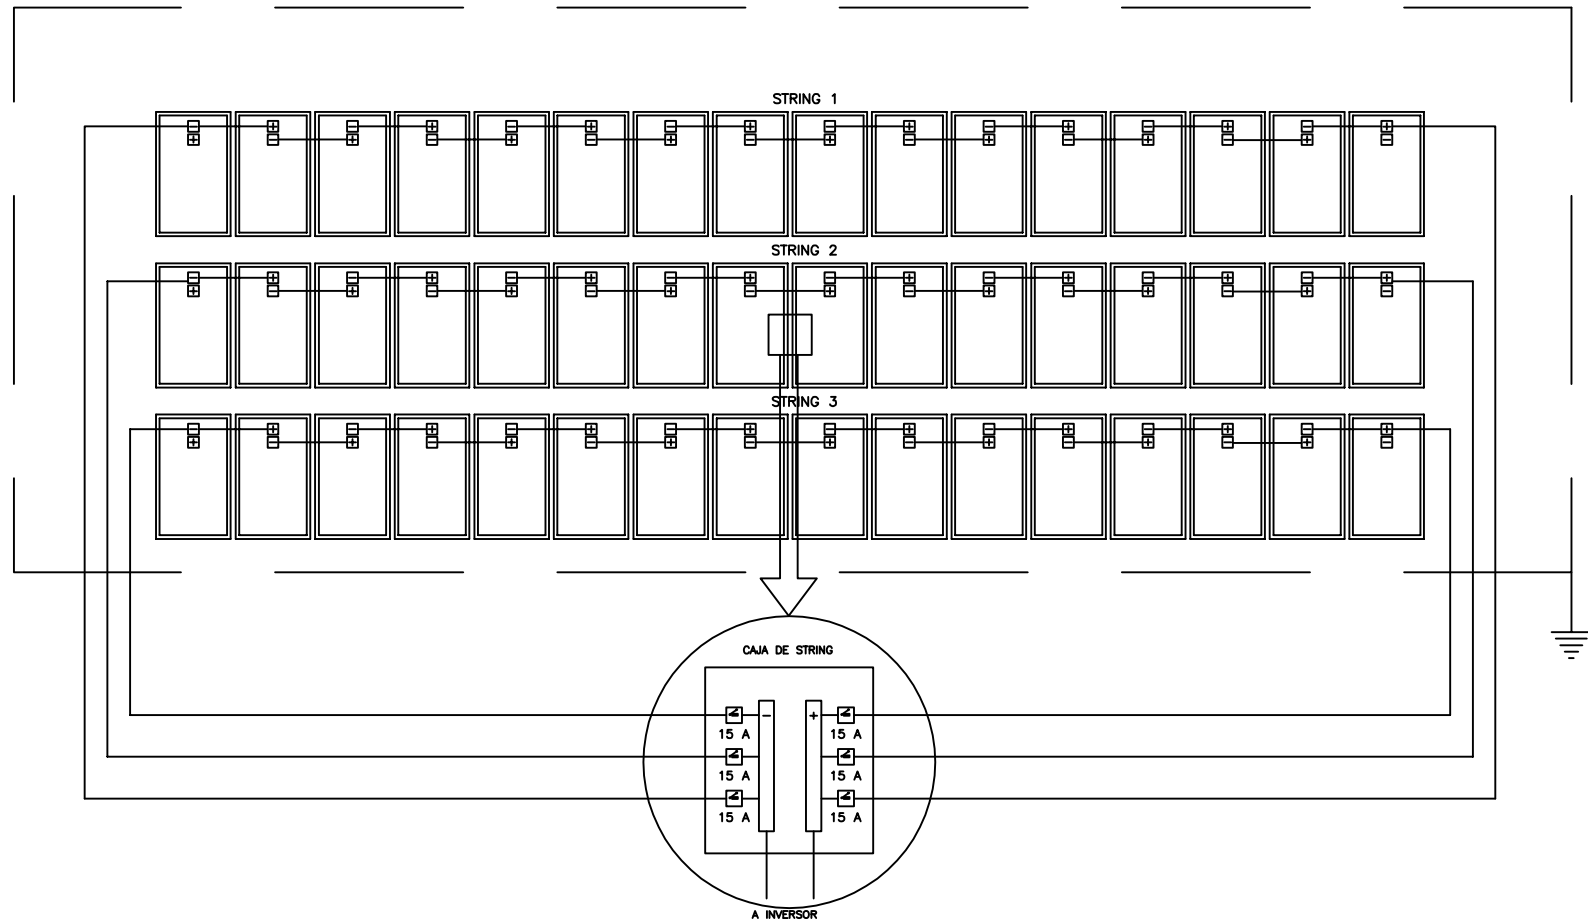 STRING 1
STRING 2
STRING 3
CAJA DE STRING
- +
15 A 15 A
15 A 15 A
15 A 15 A
A INVERSOR